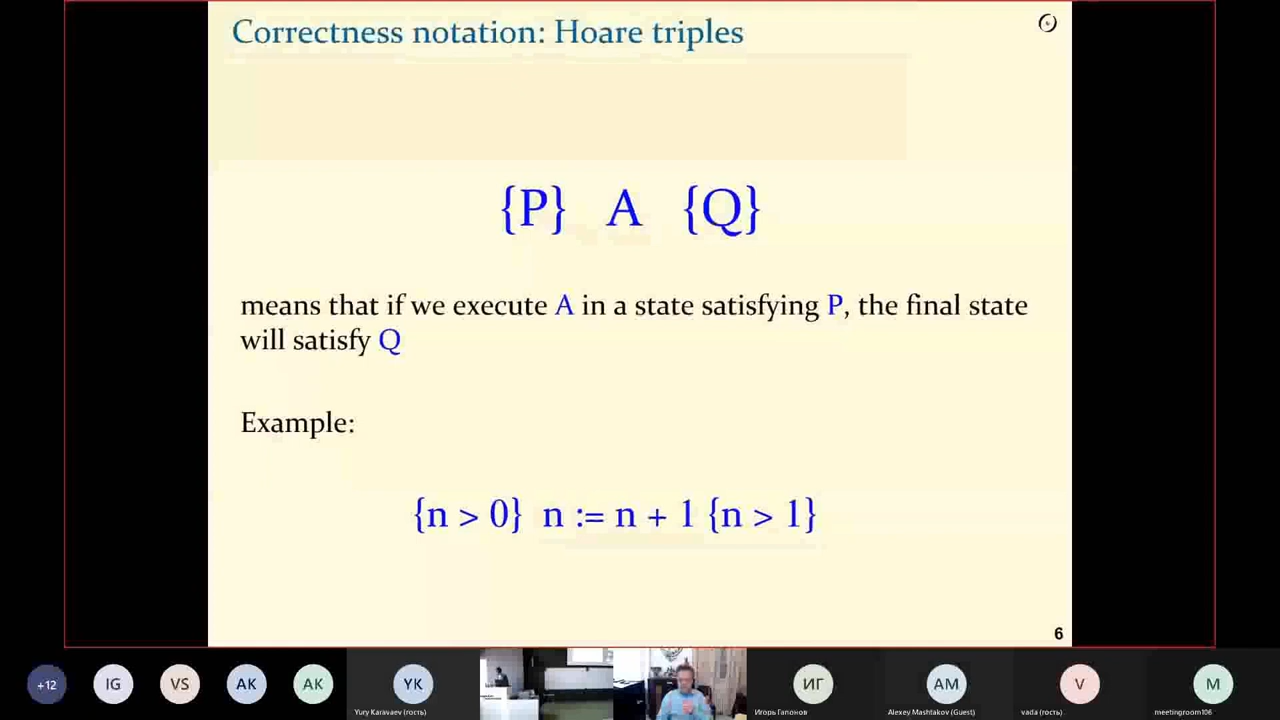 Correctness notation: Hoare triples
{P} A {Q}
means that if we execute A in a state satisfying P, the final state
will satisfy Q
Example:
{n > 0} n := n + 1 {n > 1}
6
+12
IG
VS
AK
AK
YK
ИГ
AM
V
M
Yury Karavaev (гость)
Игорь Гапонов
Alexey Mashtakov (Guest)
vada (гость)
meetingroom106